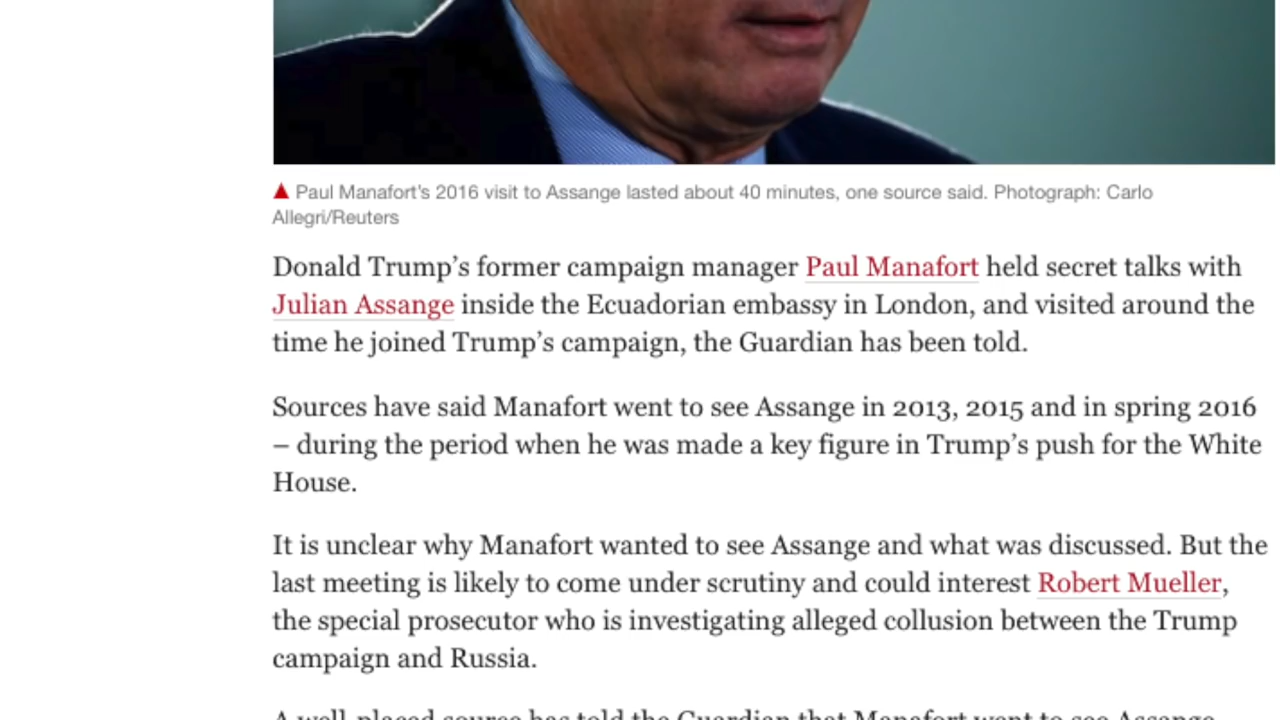 ▲ Paul Manafort's 2016 visit to Assange lasted about 40 minutes, one source said. Photograph: Carlo
Allegri/Reuters
Donald Trump’s former campaign manager Paul Manafort held secret talks with
Julian Assange inside the Ecuadorian embassy in London, and visited around the
time he joined Trump’s campaign, the Guardian has been told.
Sources have said Manafort went to see Assange in 2013, 2015 and in spring 2016
– during the period when he was made a key figure in Trump’s push for the White
House.
It is unclear why Manafort wanted to see Assange and what was discussed. But the
last meeting is likely to come under scrutiny and could interest Robert Mueller,
the special prosecutor who is investigating alleged collusion between the Trump
campaign and Russia.
A well-placed source has told the Guardian that Manafort went to see Assange